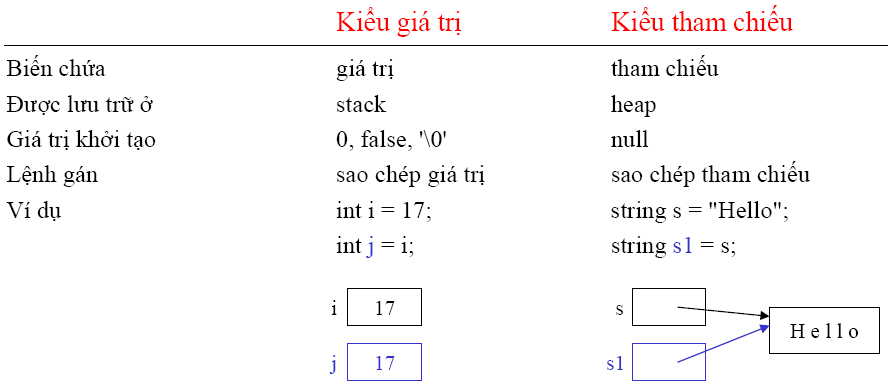 Kiểu giá trị Kiểu tham chiếu
Biến chứa giá trị tham chiếu
Được lưu trữ ở stack heap
Giá trị khởi tạo 0, false, '\0' null
Lệnh gán sao chép giá trị sao chép tham chiếu
Ví dụ int i = 17; string s = "Hello";
int j = i; string s1 = s;
i 17 s
H e l l o
j 17 s1